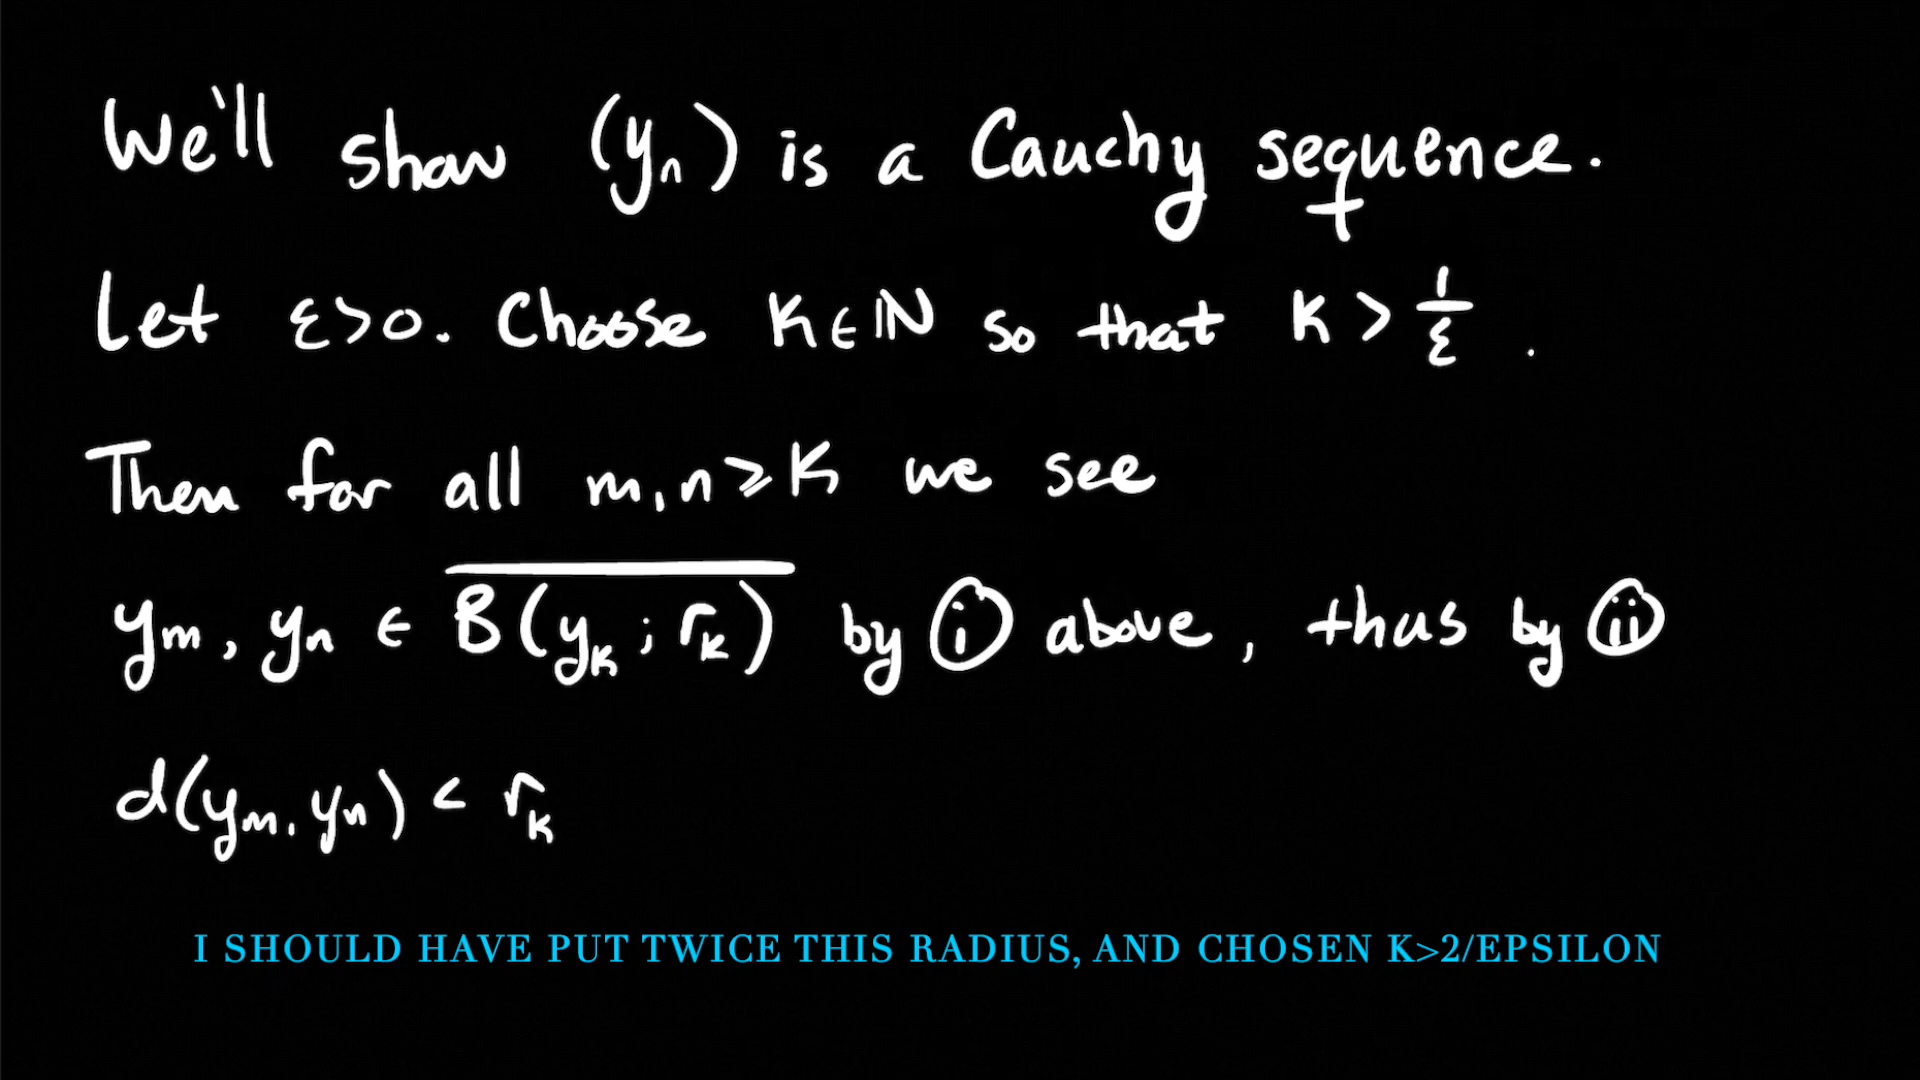 We'll show (yₙ) is a Cauchy sequence.
Let ε>0. Choose K∈ℕ so that K > 1/ε .
Then for all m,n ≥ K we see
yₘ, yₙ ∈ \overline{B(y_K ; r_K)} by ⓘ above, thus by ⓘⓘ
d(yₘ, yₙ) < r_K
I SHOULD HAVE PUT TWICE THIS RADIUS, AND CHOSEN K>2/EPSILON